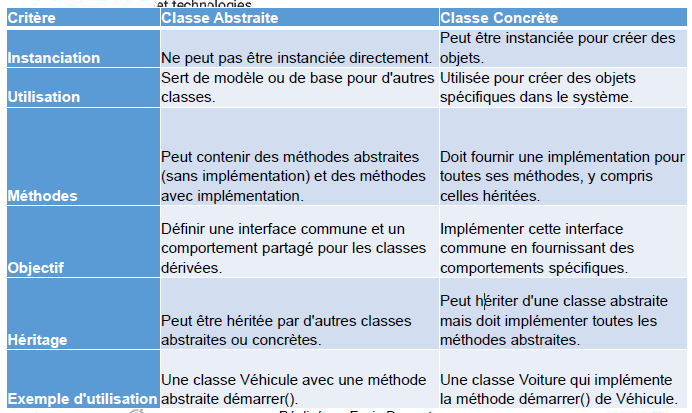 et technologies
Critère Classe Abstraite Classe Concrète
Instanciation
Ne peut pas être instanciée directement.
Peut être instanciée pour créer des
objets.
Utilisation
Sert de modèle ou de base pour d'autres
classes.
Utilisée pour créer des objets
spécifiques dans le système.
Méthodes
Peut contenir des méthodes abstraites
(sans implémentation) et des méthodes
avec implémentation.
Doit fournir une implémentation pour
toutes ses méthodes, y compris
celles héritées.
Objectif
Définir une interface commune et un
comportement partagé pour les classes
dérivées.
Implémenter cette interface
commune en fournissant des
comportements spécifiques.
Héritage
Peut être héritée par d'autres classes
abstraites ou concrètes.
Peut hériter d'une classe abstraite
mais doit implémenter toutes les
méthodes abstraites.
Exemple d'utilisation
Une classe Véhicule avec une méthode
abstraite démarrer().
Une classe Voiture qui implémente
la méthode démarrer() de Véhicule.